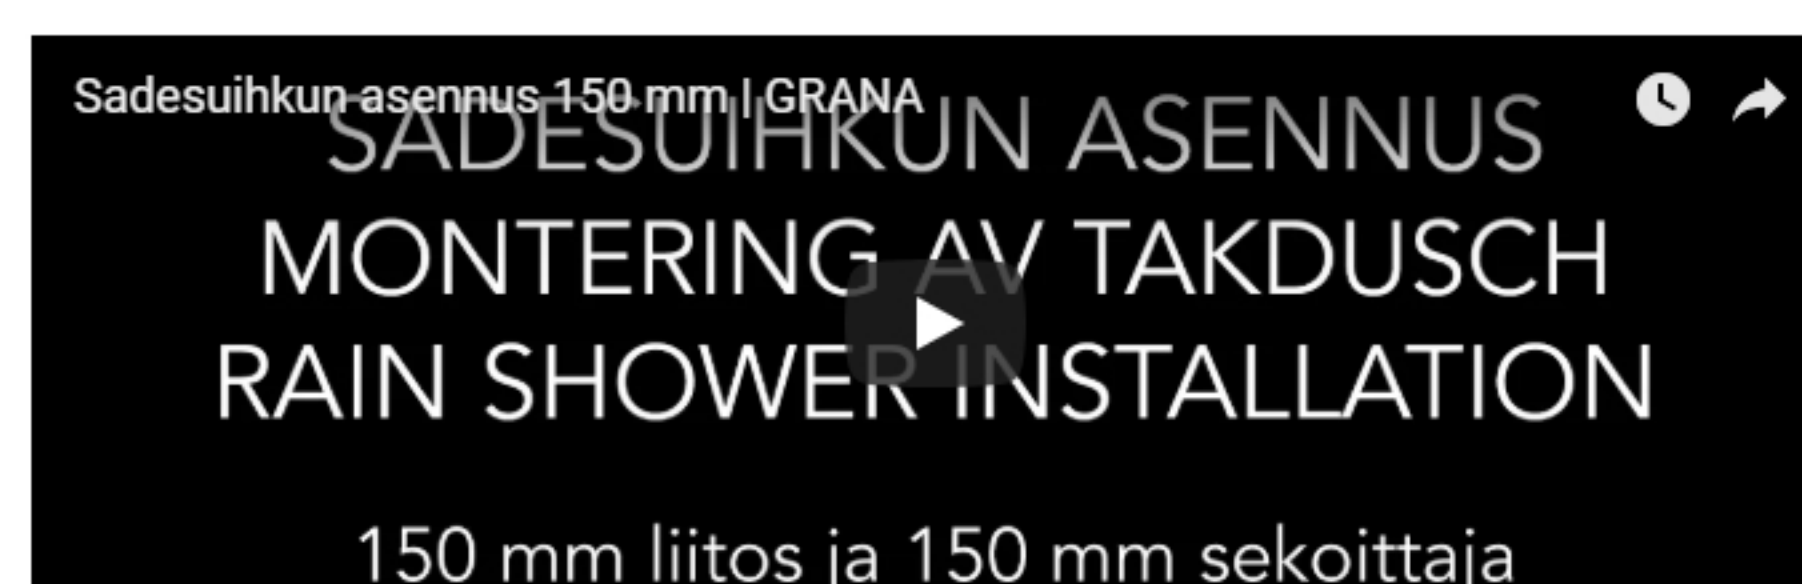 Sadesuihkun asennus 150 mm | GRANA
SADESUIHKUN ASENNUS
MONTERING AV TAKDUSCH
RAIN SHOWER INSTALLATION
150 mm liitos ja 150 mm sekoittaja